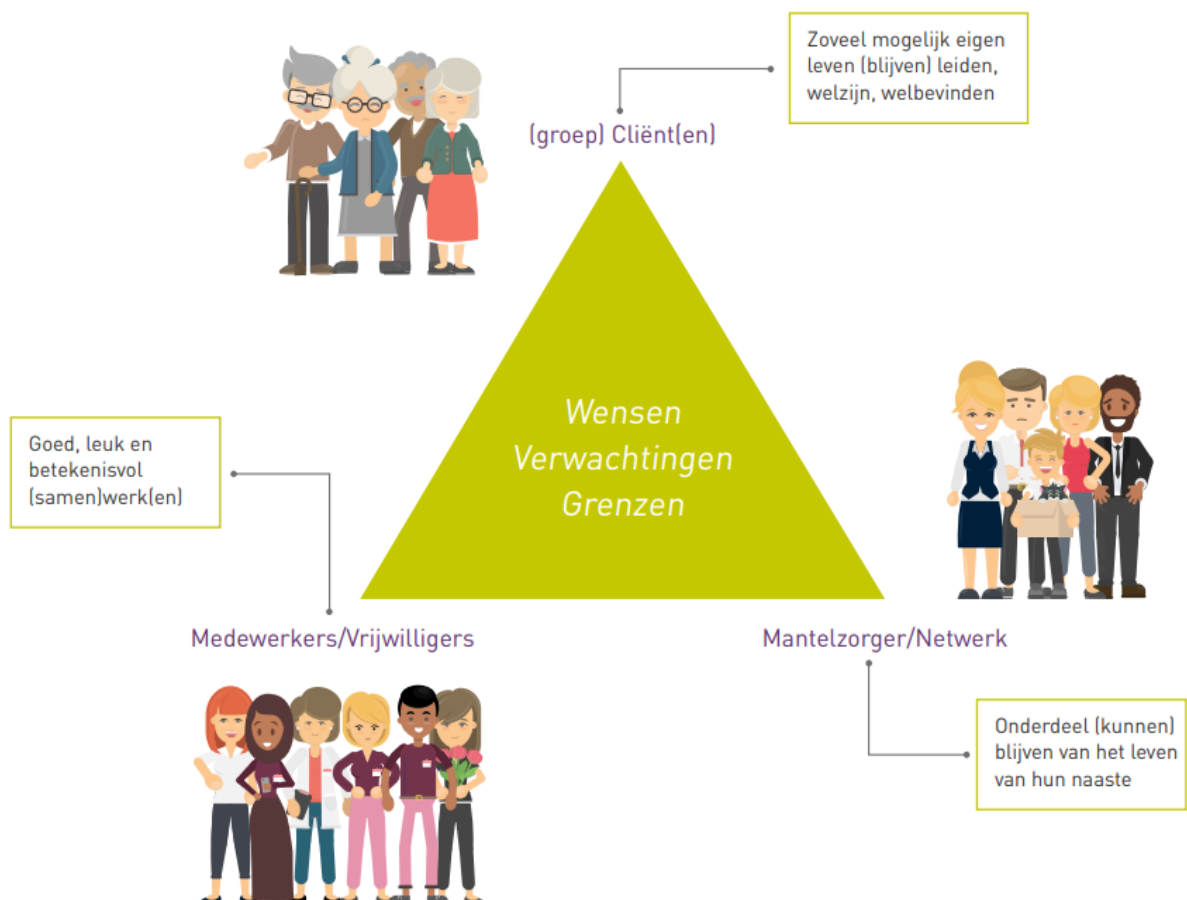 Zoveel mogelijk eigen
leven (blijven) leiden,
welzijn, welbevinden
(groep) Cliënt(en)
Wensen
Verwachtingen
Grenzen
Goed, leuk en
betekenisvol
(samen)werk(en)
Medewerkers/Vrijwilligers
Mantelzorger/Netwerk
Onderdeel (kunnen)
blijven van het leven
van hun naaste